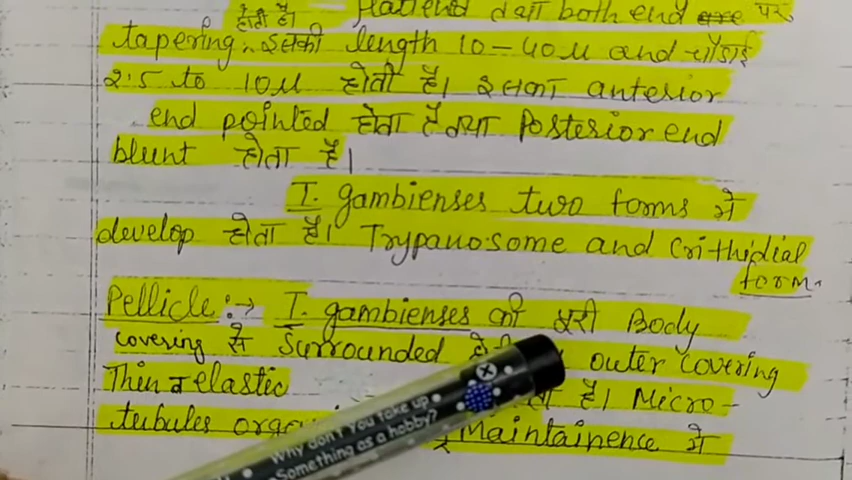 होती है। flattend तथा both end पर
tapering. इसकी length 10-40 µ and चौड़ाई
2.5 to 10µ होती है। इसका anterior
end pointed होता है तथा Posterior end
blunt होता है।
T. gambienses two forms में
develop होता है। Trypanosome and Crithidial
form.
Pellicle :→ T. gambienses की पूरी Body
covering से Surrounded outer covering
Thin व elastic है। Micro-
tubules Maintainence में
Why don't you take up
Something as a hobby?